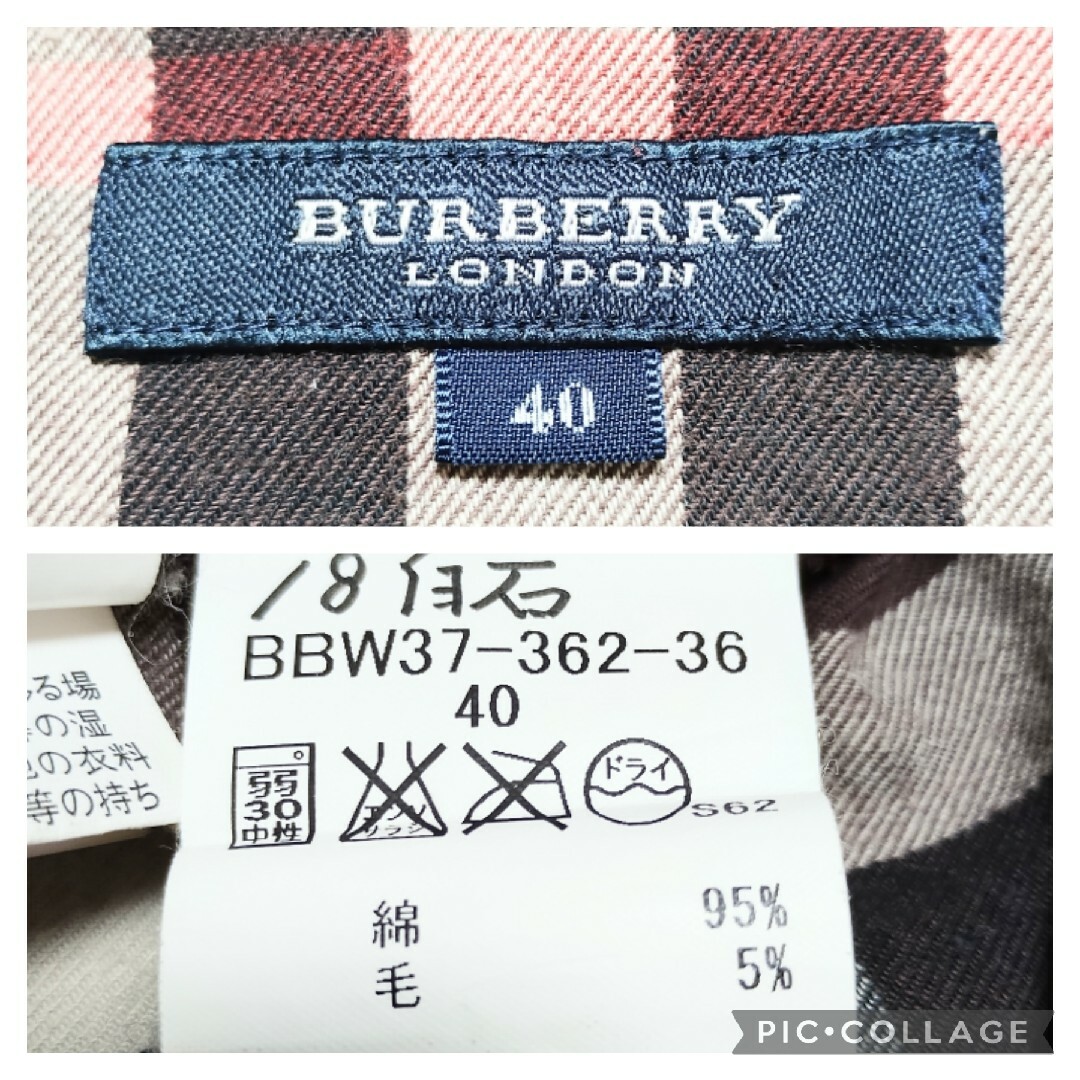 BURBERRY
LONDON
40
18 白石
BBW37-362-36
40
弱
30
中性
エンソ
サラシ
ドライ
S62
る場
の湿
の衣料
等の持ち
綿 95%
毛 5%
PIC•COLLAGE